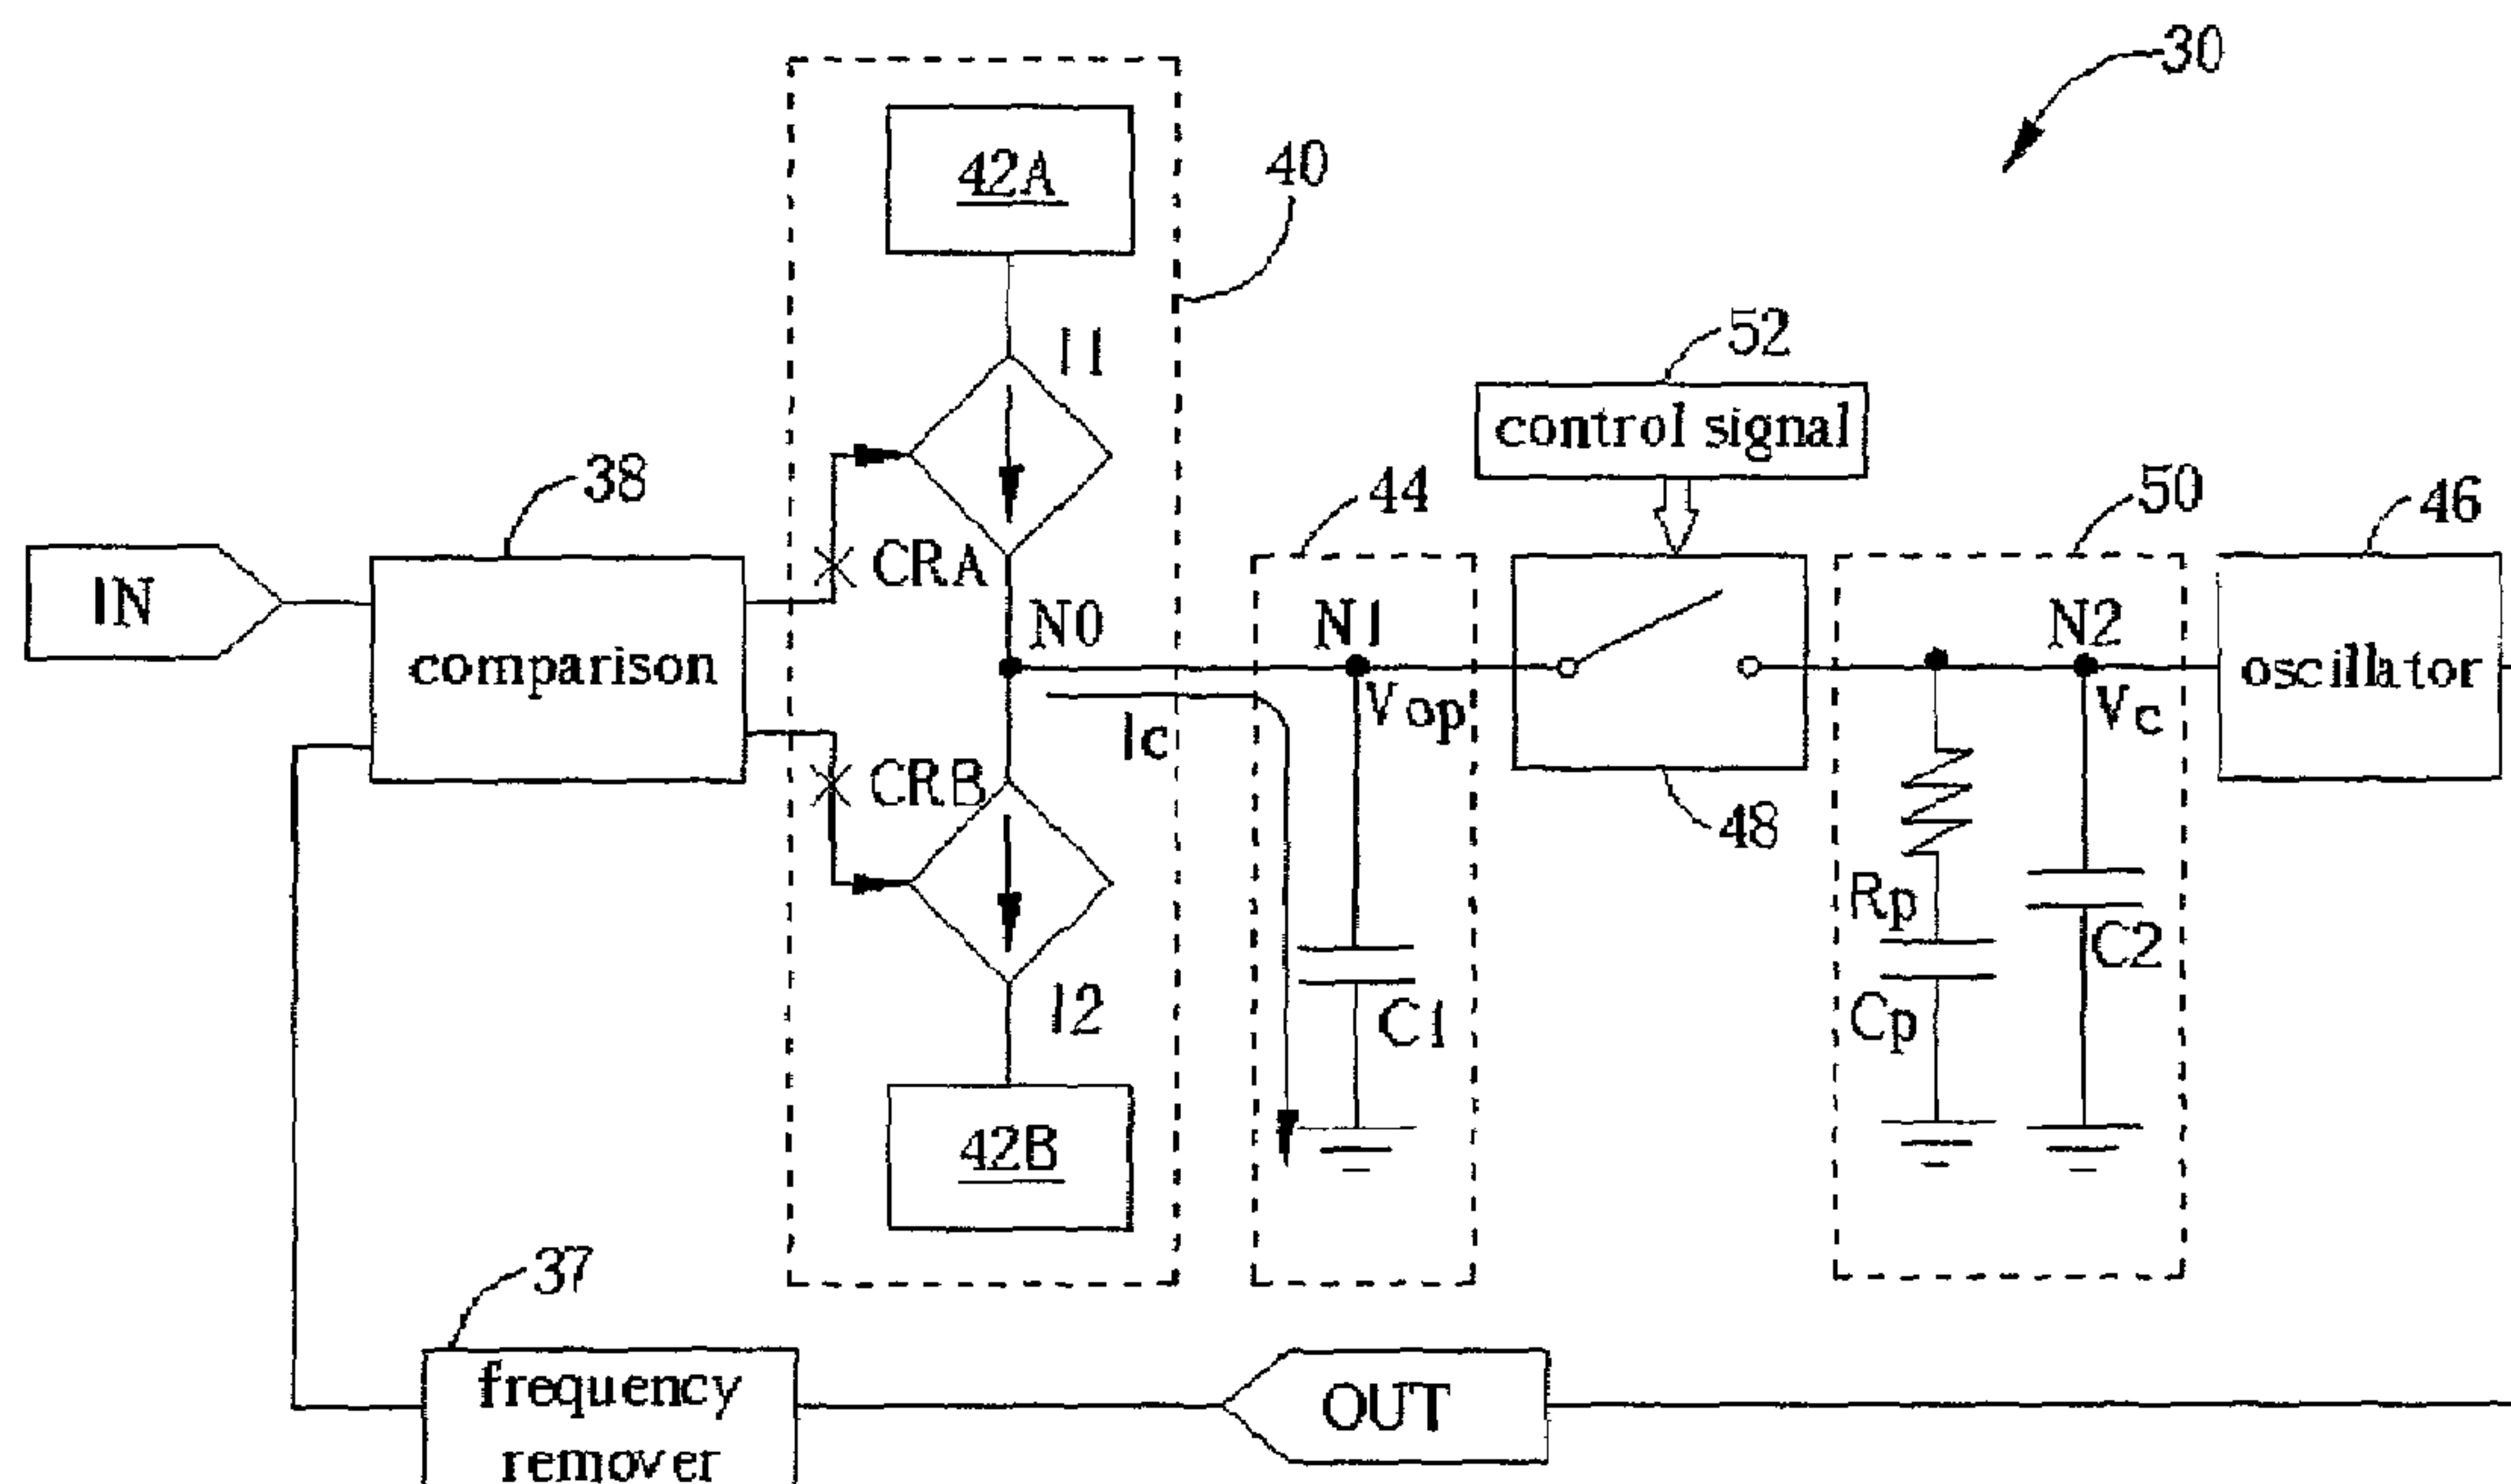 30
42A
40
I1
52
control signal
38
44
50
46
IN
CRA
N0
N1
N2
comparison
oscillator
Ic
Vop
Vc
CRB
48
Rp
C2
I2
C1
Cp
42B
37
frequency
remover
OUT